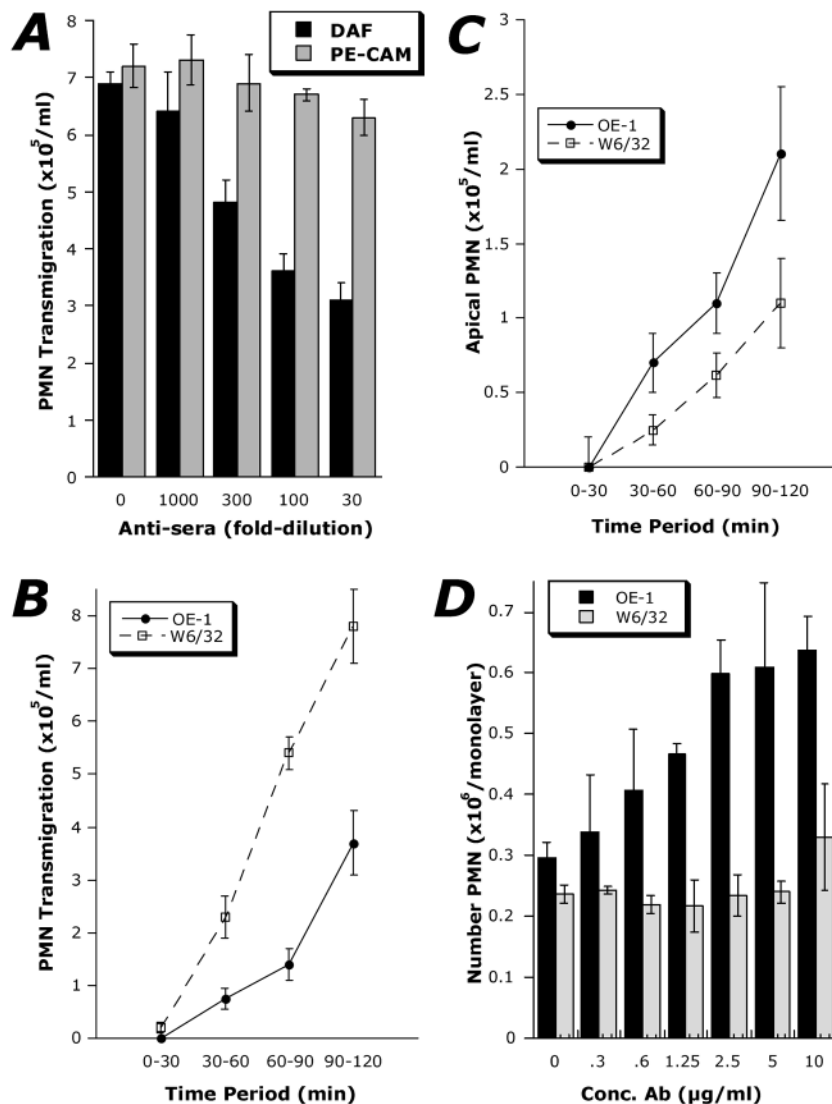 A
DAF
PE-CAM
PMN Transmigration (x10⁵/ml)
8
7
6
5
4
3
2
1
0
0 1000 300 100 30
Anti-sera (fold-dilution)
C
OE-1
W6/32
Apical PMN (x10⁵/ml)
3
2.5
2
1.5
1
0.5
0
0-30 30-60 60-90 90-120
Time Period (min)
B
OE-1
W6/32
PMN Transmigration (x10⁵/ml)
8
7
6
5
4
3
2
1
0
0-30 30-60 60-90 90-120
Time Period (min)
D
OE-1
W6/32
Number PMN (x10⁶/monolayer)
0.7
0.6
0.5
0.4
0.3
0.2
0.1
0
0 .3 .6 1.25 2.5 5 10
Conc. Ab (µg/ml)